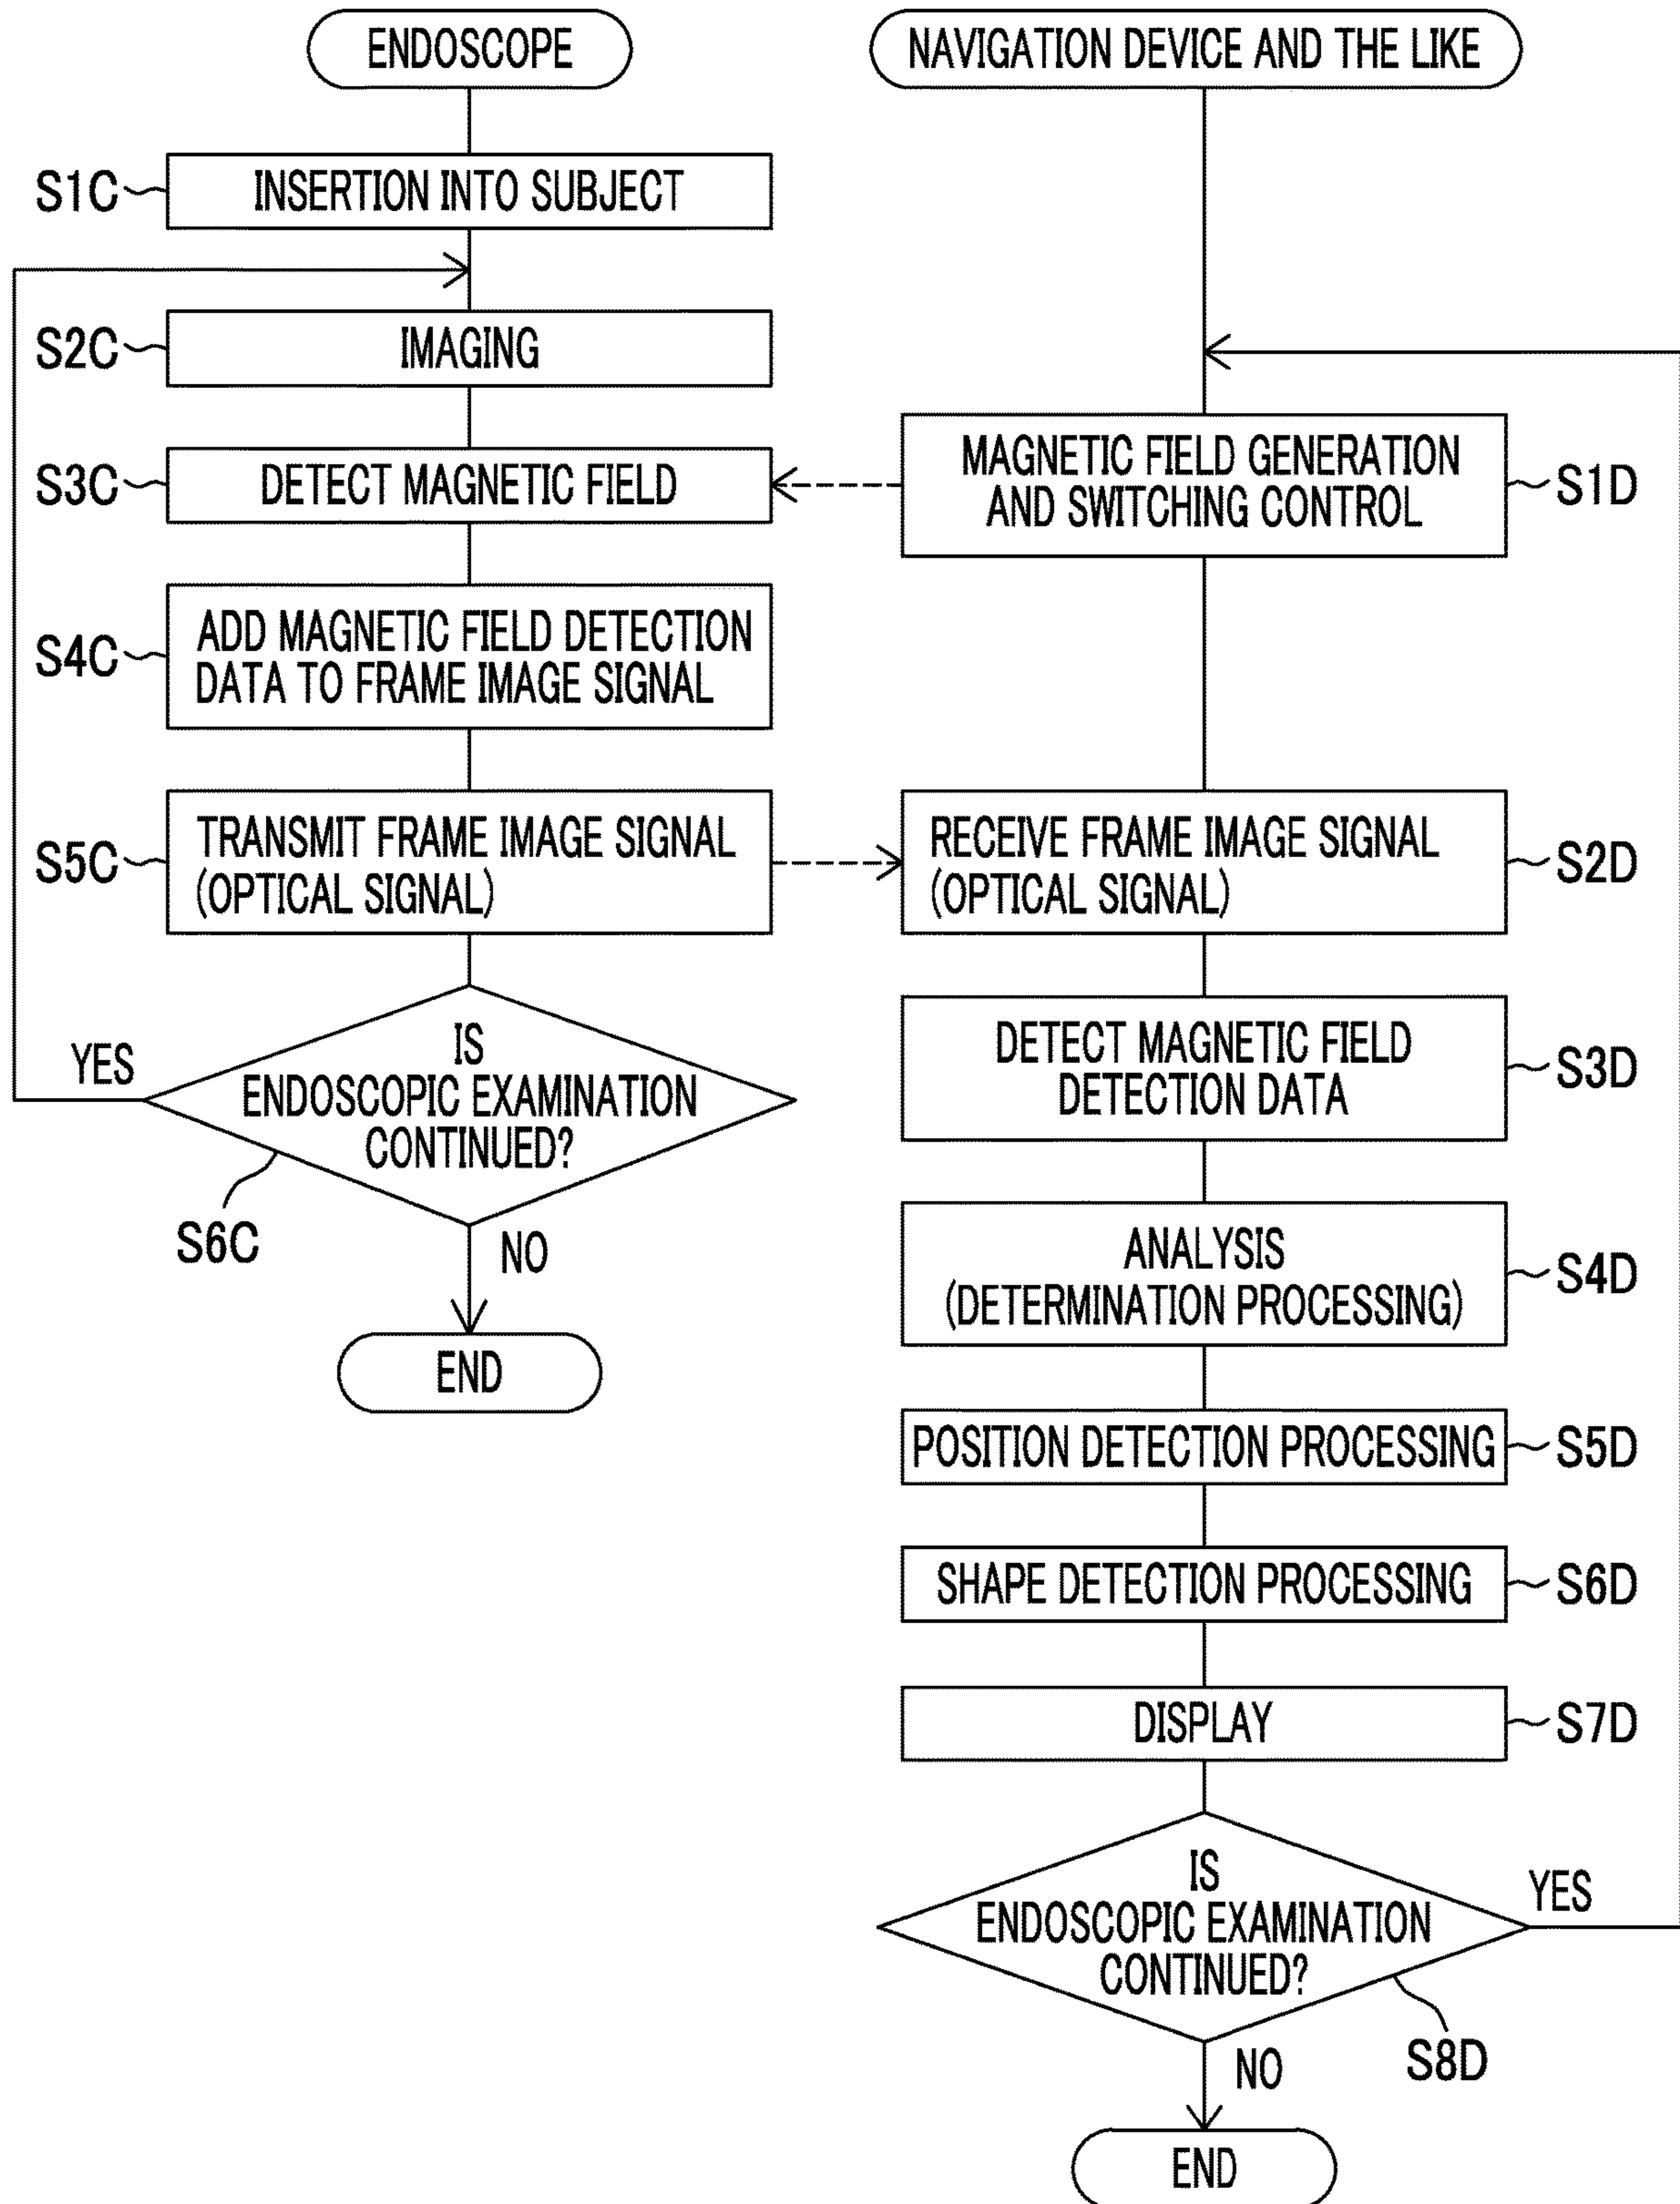 ENDOSCOPE
S1C
INSERTION INTO SUBJECT
S2C
IMAGING
S3C
DETECT MAGNETIC FIELD
S4C
ADD MAGNETIC FIELD DETECTION
DATA TO FRAME IMAGE SIGNAL
S5C
TRANSMIT FRAME IMAGE SIGNAL
(OPTICAL SIGNAL)
YES
IS
ENDOSCOPIC EXAMINATION
CONTINUED?
S6C
NO
END
NAVIGATION DEVICE AND THE LIKE
MAGNETIC FIELD GENERATION
AND SWITCHING CONTROL
S1D
RECEIVE FRAME IMAGE SIGNAL
(OPTICAL SIGNAL)
S2D
DETECT MAGNETIC FIELD
DETECTION DATA
S3D
ANALYSIS
(DETERMINATION PROCESSING)
S4D
POSITION DETECTION PROCESSING
S5D
SHAPE DETECTION PROCESSING
S6D
DISPLAY
S7D
IS
ENDOSCOPIC EXAMINATION
CONTINUED?
YES
S8D
NO
END